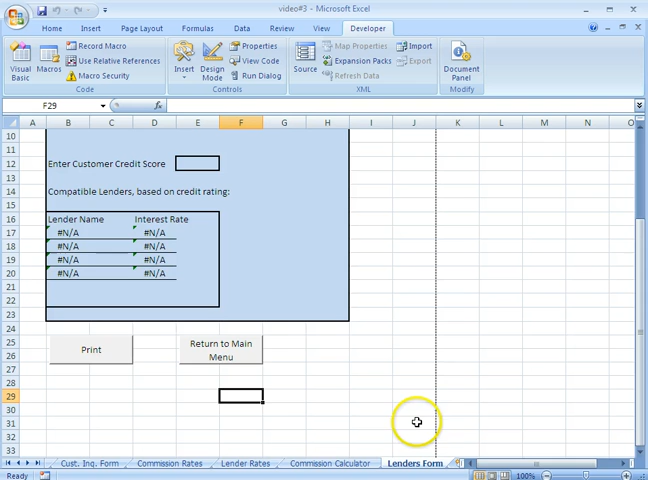 video#3 - Microsoft Excel
Home Insert Page Layout Formulas Data Review View Developer
Visual Basic
Macros
Record Macro
Use Relative References
Macro Security
Code
Insert
Design Mode
Properties
View Code
Run Dialog
Controls
Source
Map Properties
Expansion Packs
Refresh Data
Import
Export
XML
Document Panel
Modify
F29
fx
A B C D E F G H I J K L M N O
10
11
12 Enter Customer Credit Score
13
14 Compatible Lenders, based on credit rating:
15
16 Lender Name Interest Rate
17 #N/A #N/A
18 #N/A #N/A
19 #N/A #N/A
20 #N/A #N/A
21
22
23
24
25
26
Print
Return to Main Menu
27
28
29
30
31
32
33
Cust. Inq. Form Commission Rates Lender Rates Commission Calculator Lenders Form
Ready 100%